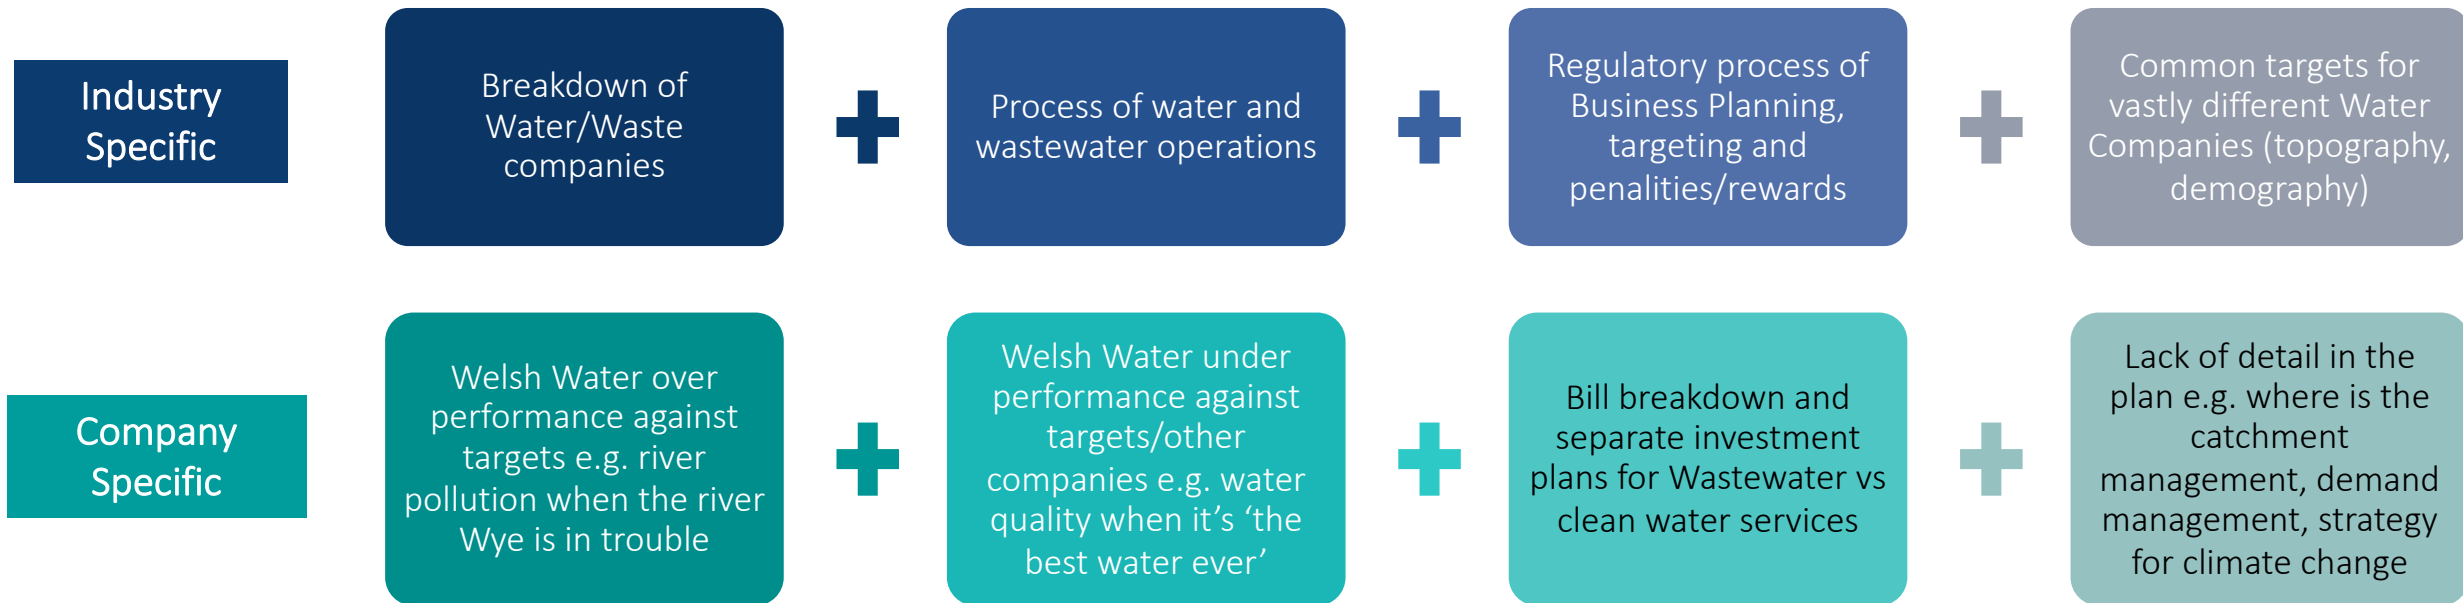 Industry
Specific
Breakdown of
Water/Waste
companies
Process of water and
wastewater operations
Regulatory process of
Business Planning,
targeting and
penalities/rewards
Common targets for
vastly different Water
Companies (topography,
demography)
Company
Specific
Welsh Water over
performance against
targets e.g. river
pollution when the river
Wye is in trouble
Welsh Water under
performance against
targets/other
companies e.g. water
quality when it’s ‘the
best water ever’
Bill breakdown and
separate investment
plans for Wastewater vs
clean water services
Lack of detail in the
plan e.g. where is the
catchment
management, demand
management, strategy
for climate change